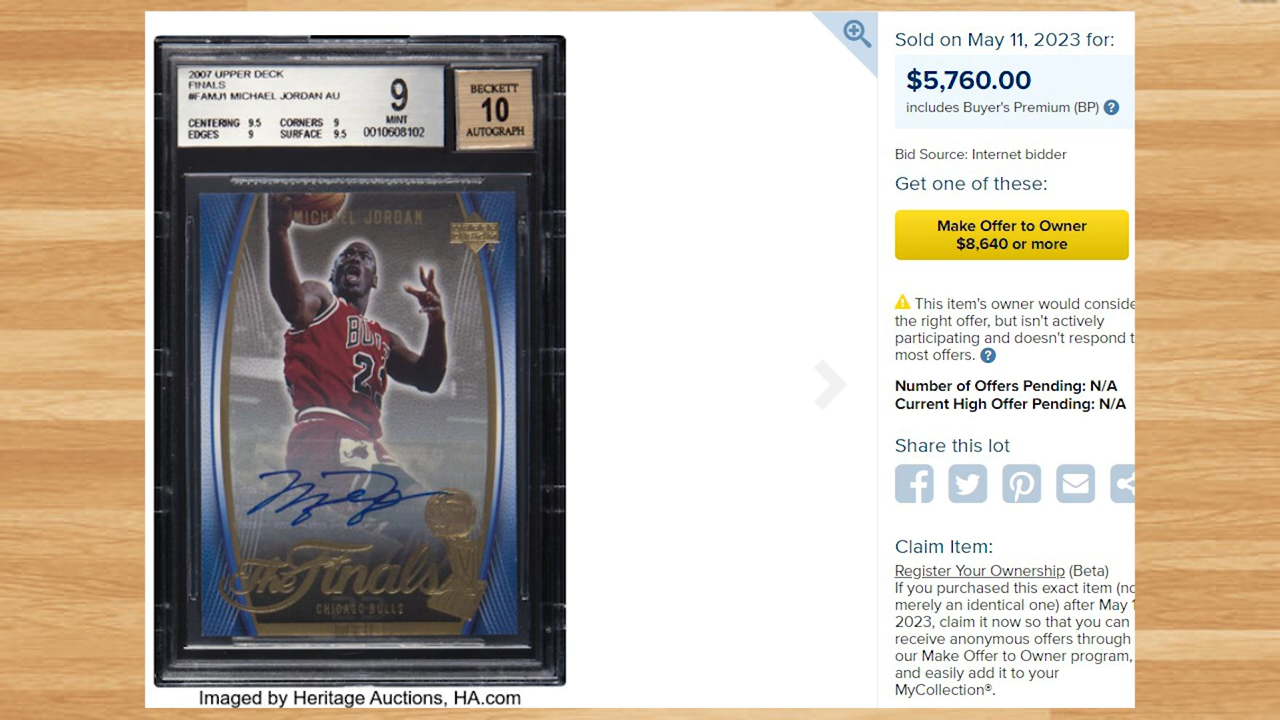 2007 UPPER DECK
FINALS
#FAMJ1 MICHAEL JORDAN AU
CENTERING 9.5 CORNERS 9
EDGES 9 SURFACE 9.5
9
MINT
0010608102
BECKETT
10
AUTOGRAPH
MICHAEL JORDAN
UPPER DECK
BULLS
23
The Finals
CHICAGO BULLS
Imaged by Heritage Auctions, HA.com
Sold on May 11, 2023 for:
$5,760.00
includes Buyer's Premium (BP) ?
Bid Source: Internet bidder
Get one of these:
Make Offer to Owner
$8,640 or more
This item's owner would conside
the right offer, but isn't actively
participating and doesn't respond t
most offers. ?
Number of Offers Pending: N/A
Current High Offer Pending: N/A
Share this lot
Claim Item:
Register Your Ownership (Beta)
If you purchased this exact item (no
merely an identical one) after May 1
2023, claim it now so that you can
receive anonymous offers through
our Make Offer to Owner program,
and easily add it to your
MyCollection®.